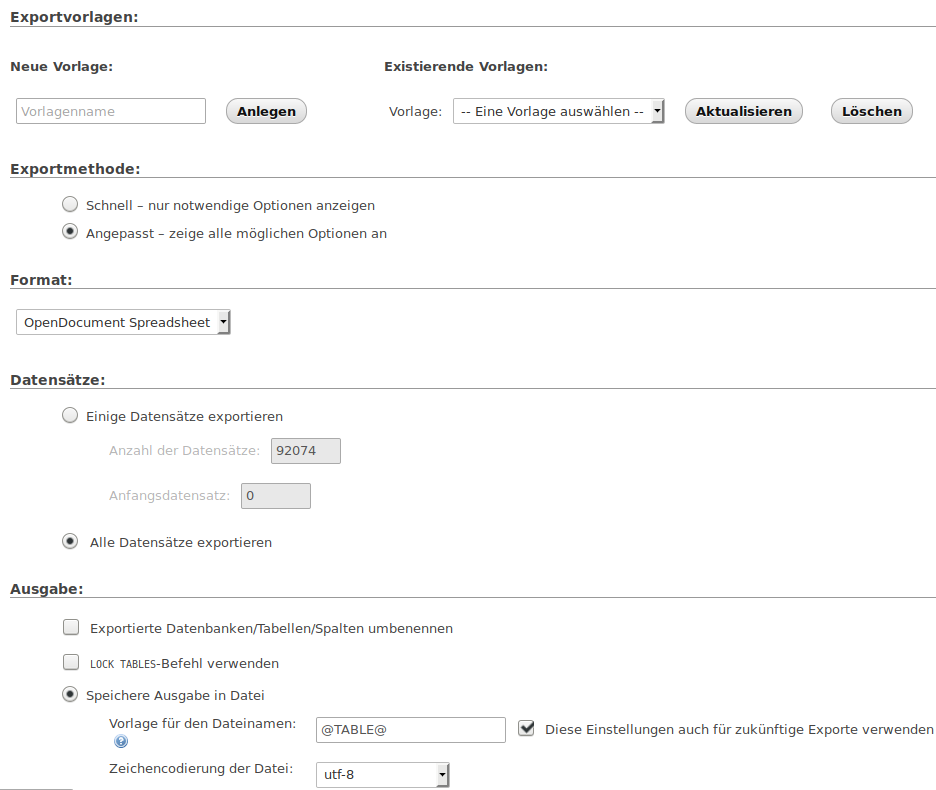 Exportvorlagen:
Neue Vorlage:
Existierende Vorlagen:
Vorlagenname
Anlegen
Vorlage:
-- Eine Vorlage auswählen --
Aktualisieren
Löschen
Exportmethode:
Schnell – nur notwendige Optionen anzeigen
Angepasst – zeige alle möglichen Optionen an
Format:
OpenDocument Spreadsheet
Datensätze:
Einige Datensätze exportieren
Anzahl der Datensätze:
92074
Anfangsdatensatz:
0
Alle Datensätze exportieren
Ausgabe:
Exportierte Datenbanken/Tabellen/Spalten umbenennen
LOCK TABLES-Befehl verwenden
Speichere Ausgabe in Datei
Vorlage für den Dateinamen:
@TABLE@
Diese Einstellungen auch für zukünftige Exporte verwenden
Zeichencodierung der Datei:
utf-8